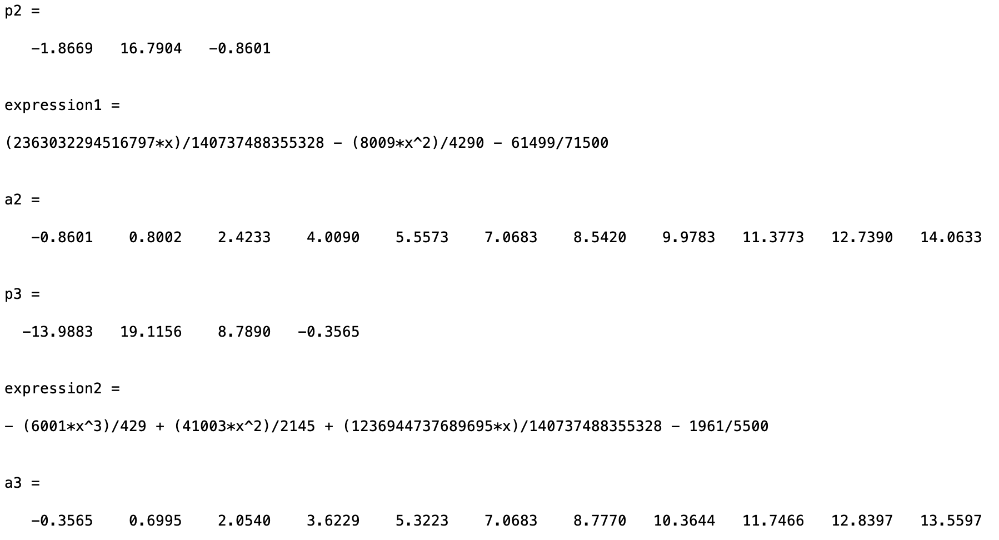 p2 =
−1.8669 16.7904 −0.8601
expression1 =
(2363032294516797*x)/140737488355328 − (8009*x^2)/4290 − 61499/71500
a2 =
−0.8601 0.8002 2.4233 4.0090 5.5573 7.0683 8.5420 9.9783 11.3773 12.7390 14.0633
p3 =
−13.9883 19.1156 8.7890 −0.3565
expression2 =
− (6001*x^3)/429 + (41003*x^2)/2145 + (1236944737689695*x)/140737488355328 − 1961/5500
a3 =
−0.3565 0.6995 2.0540 3.6229 5.3223 7.0683 8.7770 10.3644 11.7466 12.8397 13.5597